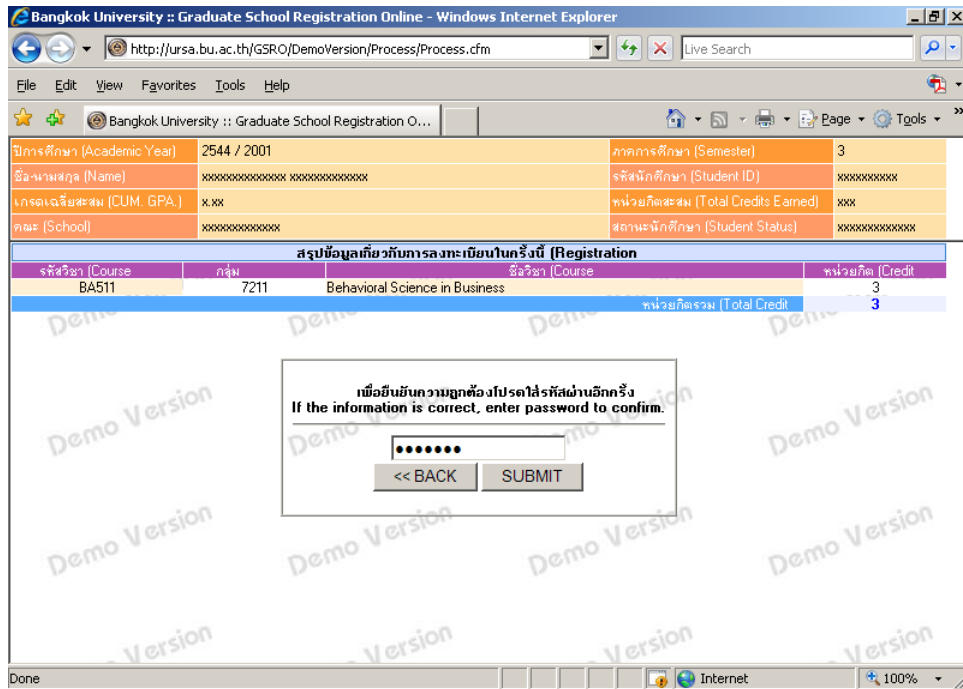 Bangkok University :: Graduate School Registration Online - Windows Internet Explorer
http://ursa.bu.ac.th/GSRO/DemoVersion/Process/Process.cfm Live Search
File Edit View Favorites Tools Help
Bangkok University :: Graduate School Registration O... Page Tools »
ปีการศึกษา (Academic Year) 2544 / 2001 ภาคการศึกษา (Semester) 3
ชื่อ-นามสกุล (Name) xxxxxxxxxxxxx xxxxxxxxxxxx รหัสนักศึกษา (Student ID) xxxxxxxxxx
เกรดเฉลี่ยสะสม (CUM. GPA.) x.xx หน่วยกิตสะสม (Total Credits Earned) xxx
คณะ (School) xxxxxxxxxxxx สถานะนักศึกษา (Student Status) xxxxxxxxxxxx
สรุปข้อมูลเกี่ยวกับการลงทะเบียนในครั้งนี้ (Registration
รหัสวิชา (Course กลุ่ม ชื่อวิชา (Course หน่วยกิต (Credit
BA511 7211 Behavioral Science in Business 3
หน่วยกิตรวม (Total Credit 3
เพื่อยืนยันความถูกต้องโปรดใส่รหัสผ่านอีกครั้ง
If the information is correct, enter password to confirm.
<< BACK SUBMIT
Demo Version Demo Version Demo Version Demo Version
Done Internet 100%